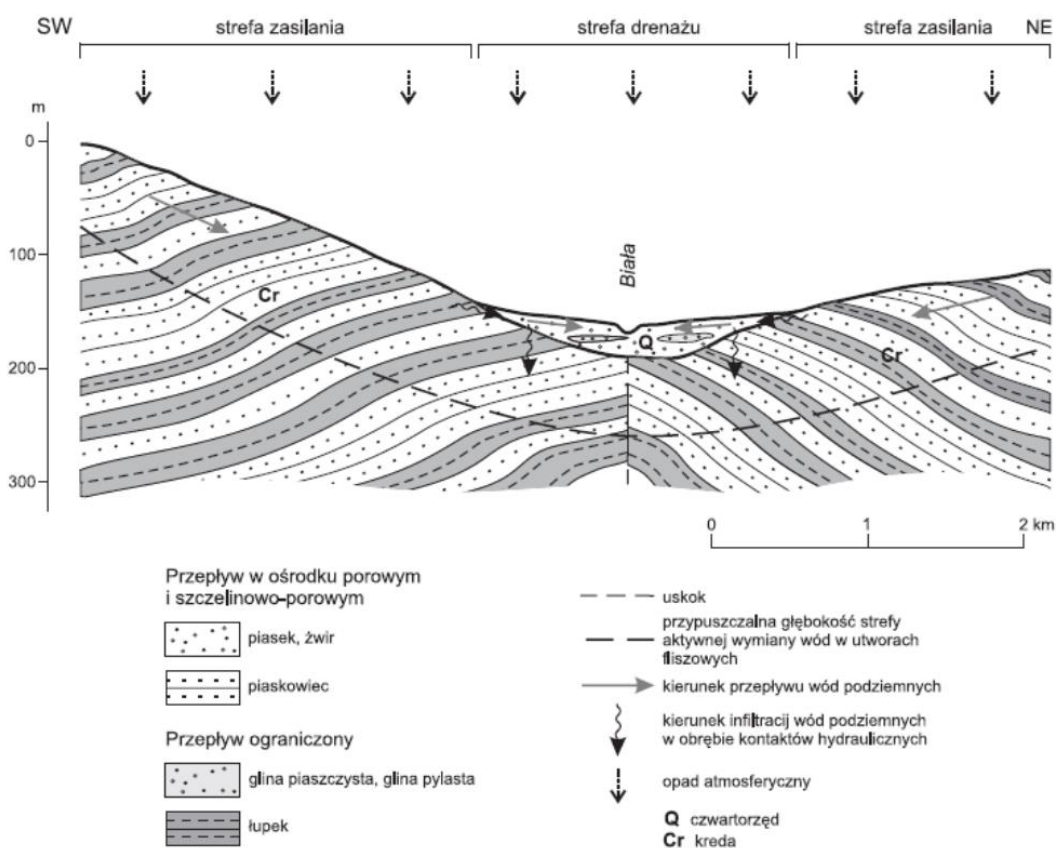 SW strefa zasilania strefa drenażu strefa zasilania NE
m
0
100
200
300
Biała
Cr
Q
Cr
0 1 2 km
Przepływ w ośrodku porowym
i szczelinowo-porowym
piasek, żwir
piaskowiec
Przepływ ograniczony
glina piaszczysta, glina pylasta
łupek
uskok
przypuszczalna głębokość strefy
aktywnej wymiany wód w utworach
fliszowych
kierunek przepływu wód podziemnych
kierunek infiltracij wód podziemnych
w obrębie kontaktów hydraulicznych
opad atmosferyczny
Q czwartorzęd
Cr kreda